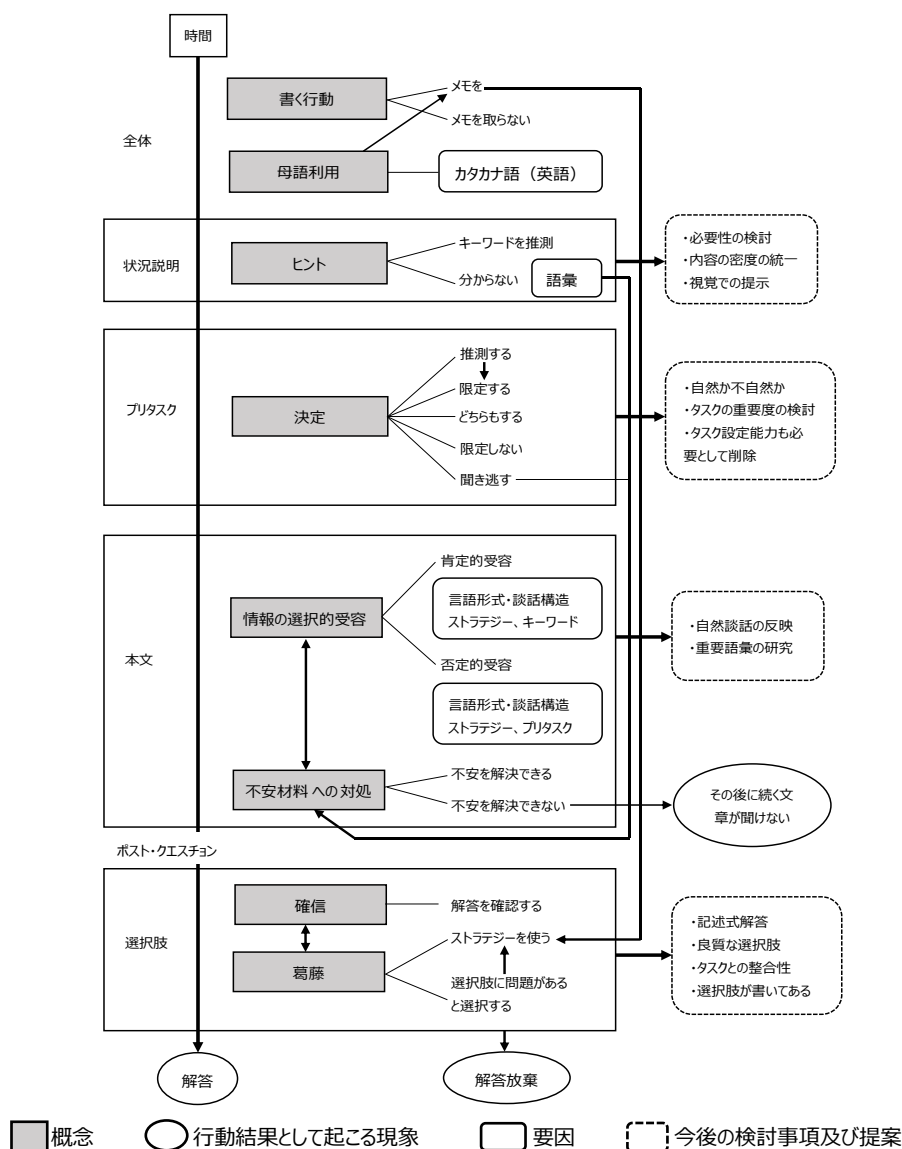 時間
全体
書く行動
メモを
メモを取らない
母語利用
カタカナ語（英語）
状況説明
ヒント
キーワードを推測
分からない
語彙
・必要性の検討
・内容の密度の統一
・視覚での提示
プリタスク
決定
推測する
限定する
どちらもする
限定しない
聞き逃す
・自然か不自然か
・タスクの重要度の検討
・タスク設定能力も必
要として削除
本文
情報の選択的受容
肯定的受容
言語形式・談話構造
ストラテジー、キーワード
否定的受容
言語形式・談話構造
ストラテジー、プリタスク
・自然談話の反映
・重要語彙の研究
不安材料への対処
不安を解決できる
不安を解決できない
その後に続く文
章が聞けない
ポスト・クエスチョン
選択肢
確信
解答を確認する
葛藤
ストラテジーを使う
選択肢に問題がある
と選択する
・記述式解答
・良質な選択肢
・タスクとの整合性
・選択肢が書いてある
解答
解答放棄
概念
行動結果として起こる現象
要因
今後の検討事項及び提案